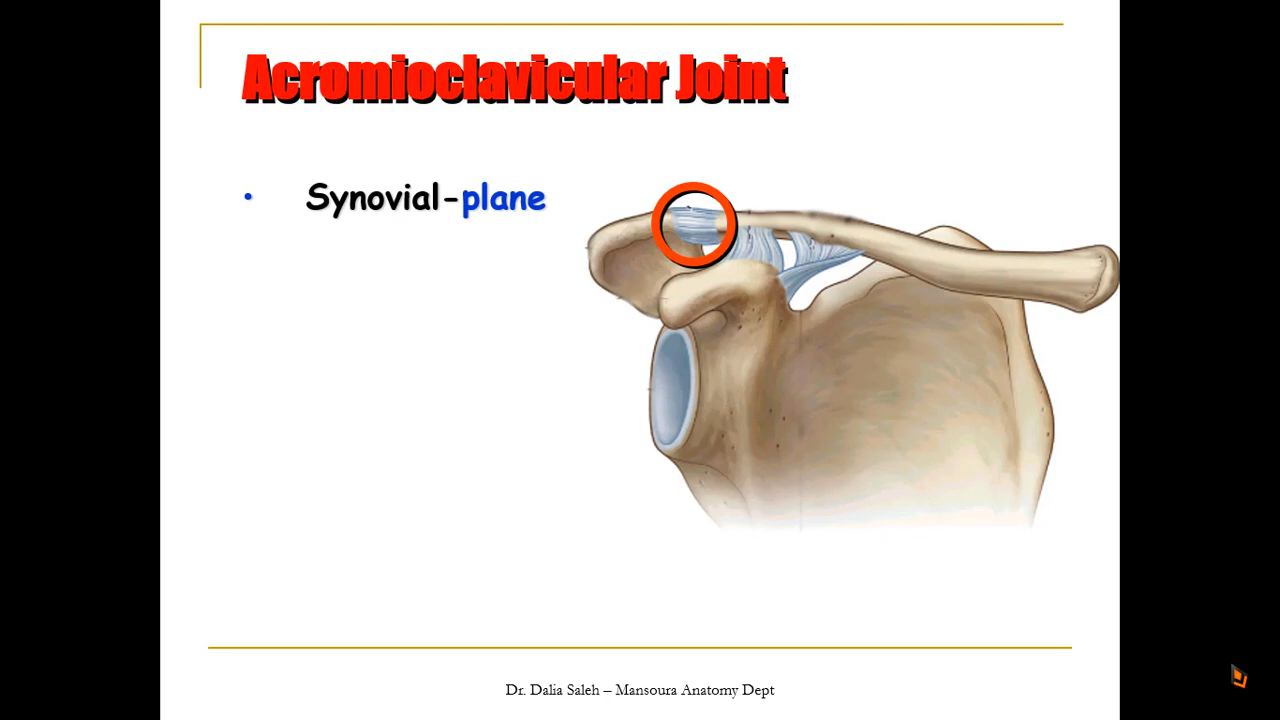 Acromioclavicular Joint
• Synovial-plane
Dr. Dalia Saleh – Mansoura Anatomy Dept